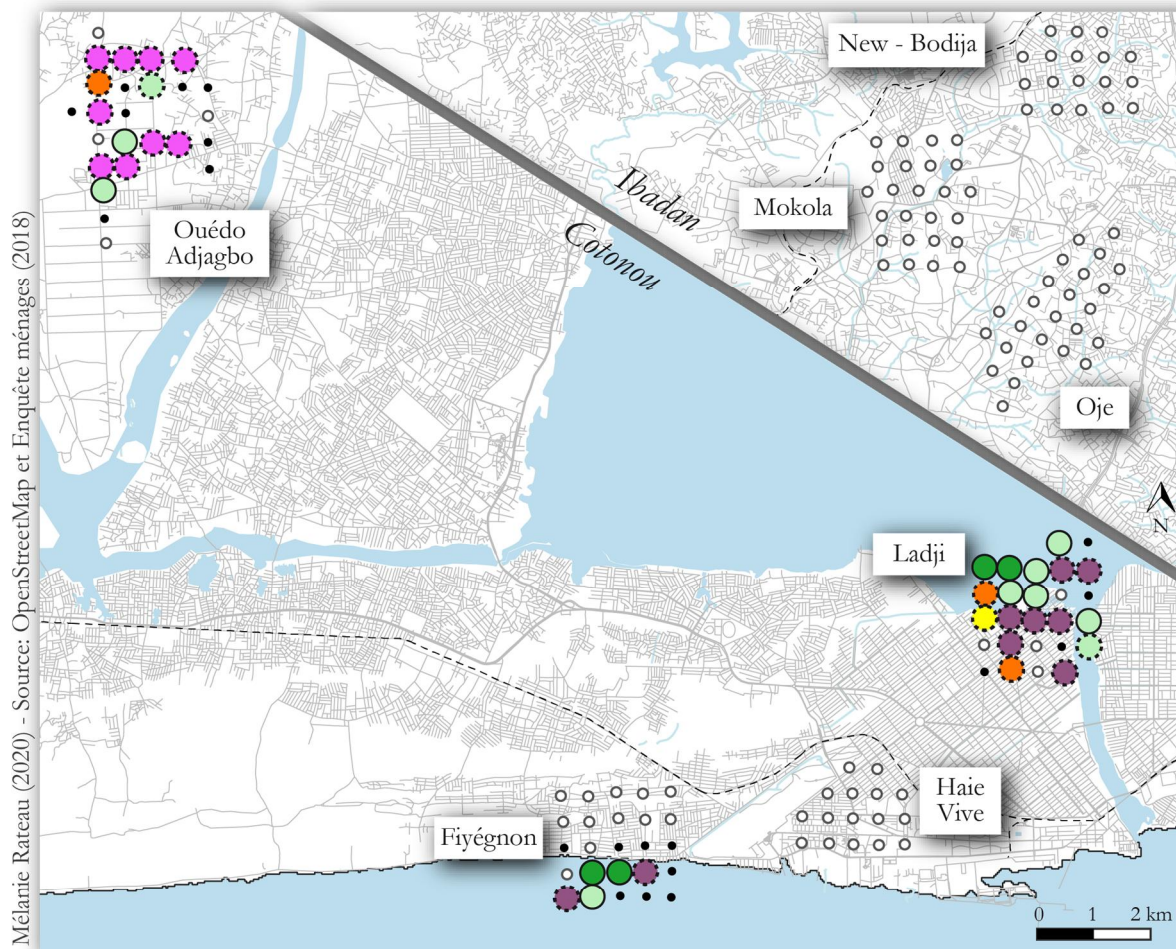 New - Bodija
Ibadan
Mokola
Cotonou
Ouédo
Adjagbo
Oje
N
Ladji
Haie
Vive
Fiyégnon
0 1 2 km
Mélanie Rateau (2020) - Source: OpenStreetMap et Enquête ménages (2018)